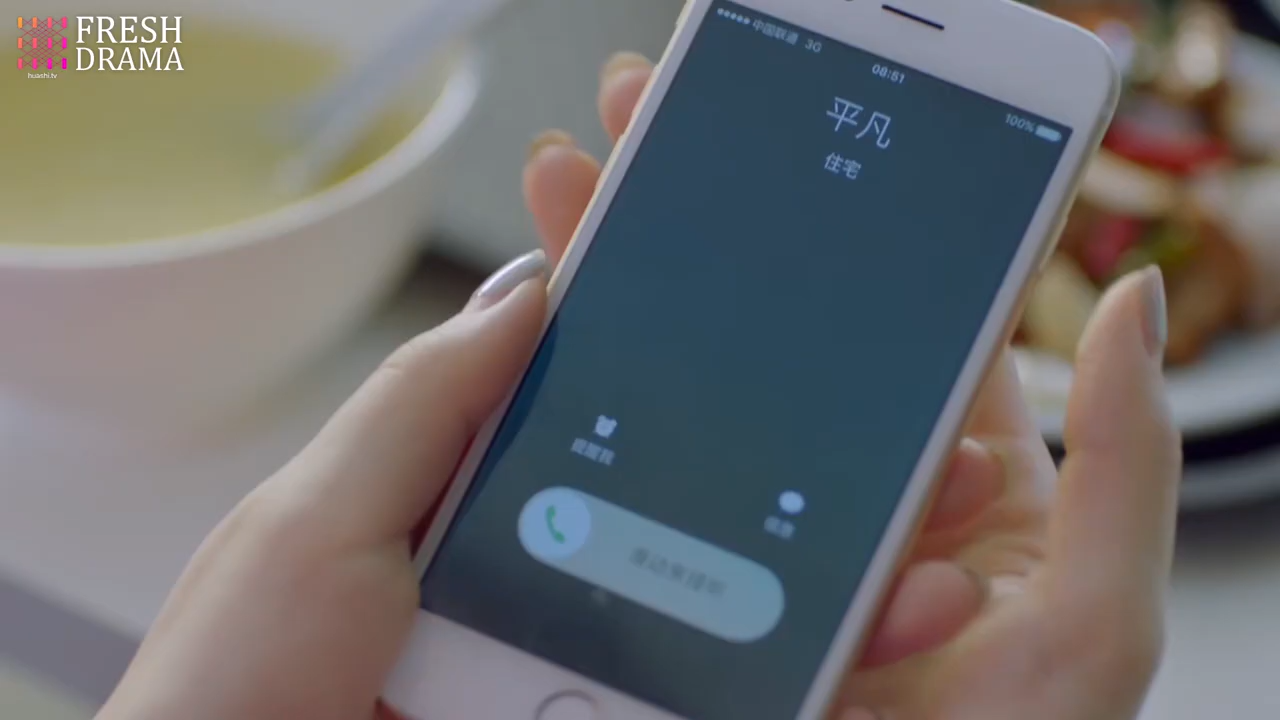 FRESH
DRAMA
huashi.tv
中国联通 3G
08:51
100%
平凡
住宅
提醒我
信息
滑动来接听